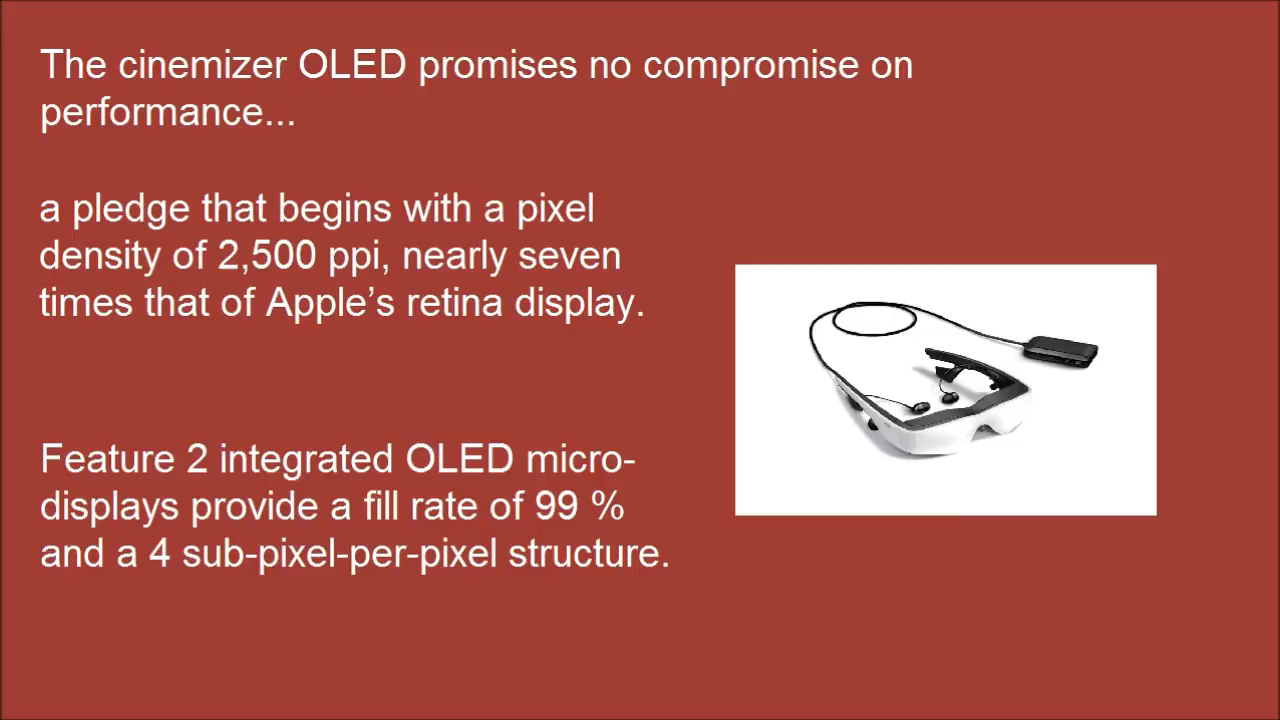 The cinemizer OLED promises no compromise on
performance...
a pledge that begins with a pixel
density of 2,500 ppi, nearly seven
times that of Apple’s retina display.
Feature 2 integrated OLED micro-
displays provide a fill rate of 99 %
and a 4 sub-pixel-per-pixel structure.